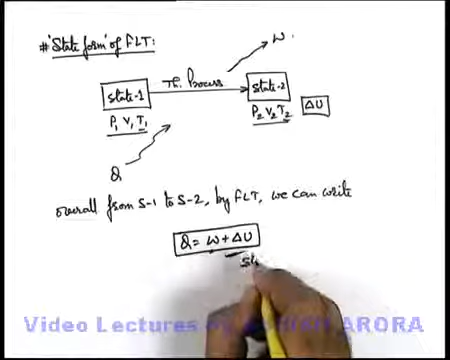 # 'State form' of FLT:
W.
Th. Process
State-1
State-2
P₁ V₁ T₁
P₂ V₂ T₂
ΔU
Q
Overall from S-1 to S-2, by FLT, we can write
Q = W + ΔU
St
Video Lectures by ARORA